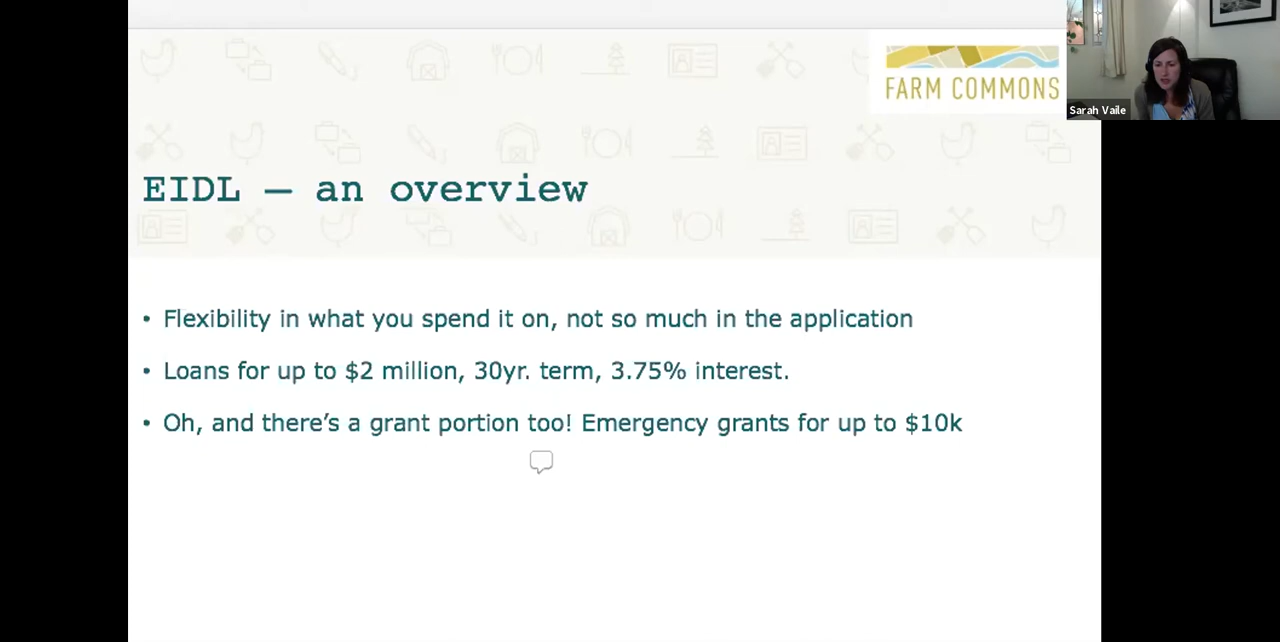 FARM COMMONS
Sarah Vaile
EIDL – an overview
• Flexibility in what you spend it on, not so much in the application
• Loans for up to $2 million, 30yr. term, 3.75% interest.
• Oh, and there’s a grant portion too! Emergency grants for up to $10k